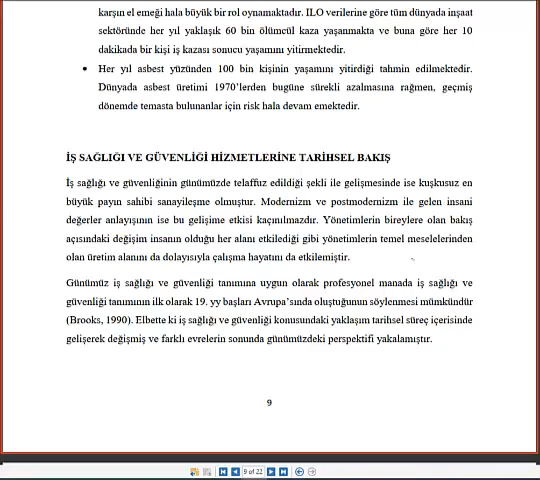 karşın el emeği hala büyük bir rol oynamaktadır. ILO verilerine göre tüm dünyada inşaat
sektöründe her yıl yaklaşık 60 bin ölümcül kaza yaşanmakta ve buna göre her 10
dakikada bir kişi iş kazası sonucu yaşamını yitirmektedir.
• Her yıl asbest yüzünden 100 bin kişinin yaşamını yitirdiği tahmin edilmektedir.
Dünyada asbest üretimi 1970'lerden bugüne sürekli azalmasına rağmen, geçmiş
dönemde temasta bulunanlar için risk hala devam emektedir.
İŞ SAĞLIĞI VE GÜVENLİĞİ HİZMETLERİNE TARİHSEL BAKIŞ
İş sağlığı ve güvenliğinin günümüzde telaffuz edildiği şekli ile gelişmesinde ise kuşkusuz en
büyük payın sahibi sanayileşme olmuştur. Modernizm ve postmodernizm ile gelen insani
değerler anlayışının ise bu gelişime etkisi kaçınılmazdır. Yönetimlerin bireylere olan bakış
açısındaki değişim insanın olduğu her alanı etkilediği gibi yönetimlerin temel meselelerinden
olan üretim alanını da dolayısıyla çalışma hayatını da etkilemiştir.
Günümüz iş sağlığı ve güvenliği tanımına uygun olarak profesyonel manada iş sağlığı ve
güvenliği tanımının ilk olarak 19. yy başları Avrupa'sında oluştuğunun söylenmesi mümkündür
(Brooks, 1990). Elbette ki iş sağlığı ve güvenliği konusundaki yaklaşım tarihsel süreç içerisinde
gelişerek değişmiş ve farklı evrelerin sonunda günümüzdeki perspektifi yakalamıştır.
9
9 of 22